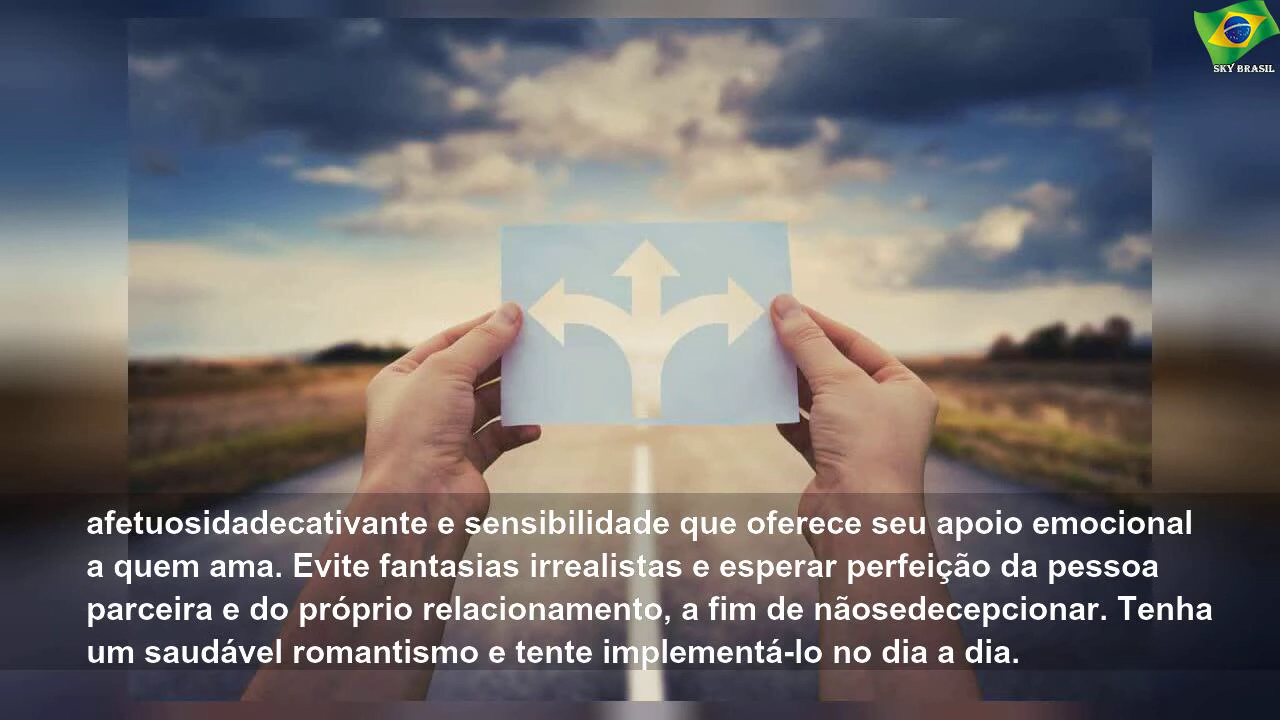 SKY BRASIL
afetuosidadecativante e sensibilidade que oferece seu apoio emocional
a quem ama. Evite fantasias irrealistas e esperar perfeição da pessoa
parceira e do próprio relacionamento, a fim de nãosedecepcionar. Tenha
um saudável romantismo e tente implementá-lo no dia a dia.